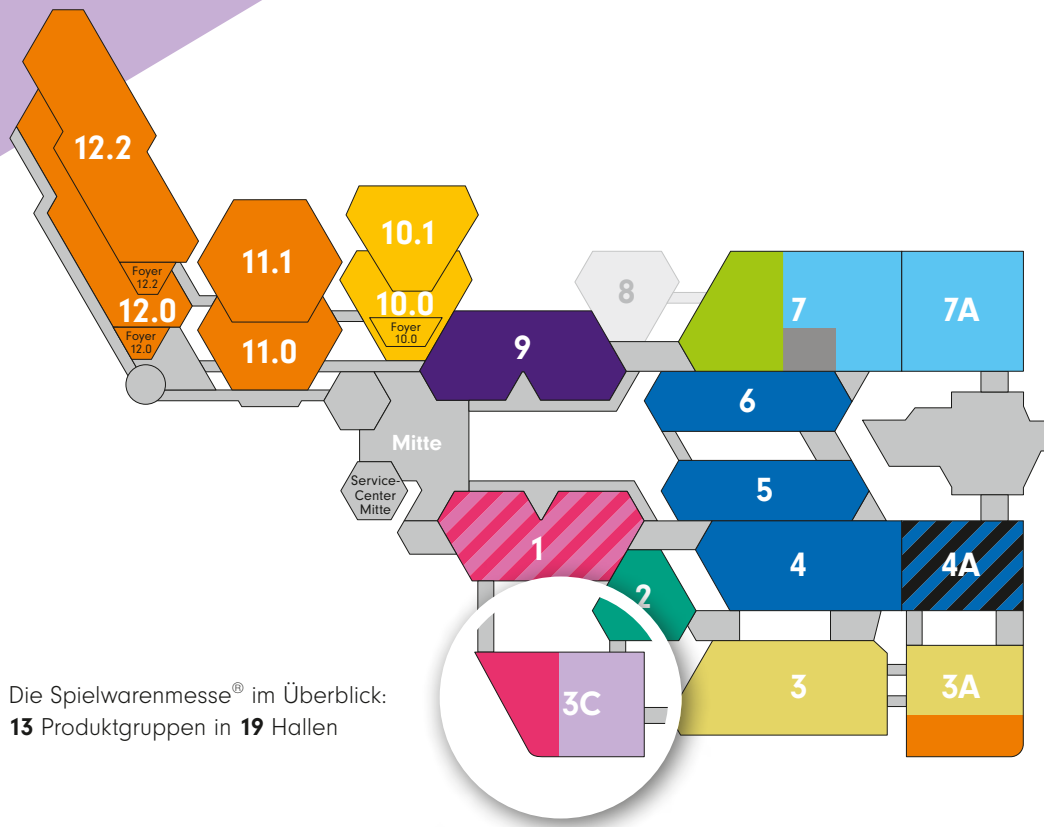 12.2
Foyer
12.2
12.0
Foyer
12.0
11.1
11.0
10.1
10.0
Foyer
10.0
9
8
7
7A
6
5
Mitte
Service-
Center
Mitte
1
2
4
4A
3C
3
3A
Die Spielwarenmesse® im Überblick:
13 Produktgruppen in 19 Hallen